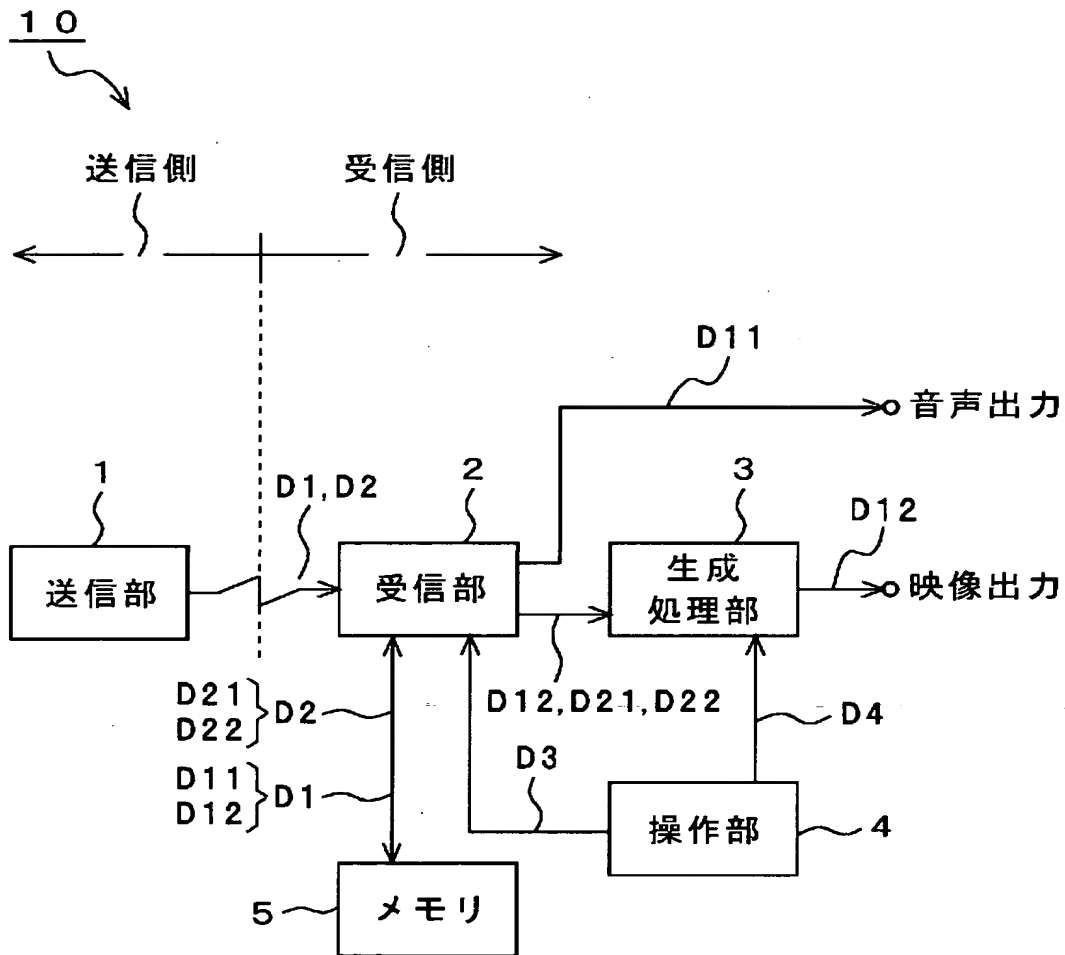 10
送信側
受信側
D11
音声出力
1
D1,D2
2
3
D12
送信部
受信部
生成
処理部
映像出力
D21
D22
D2
D12,D21,D22
D4
D3
D11
D12
D1
操作部
4
5
メモリ